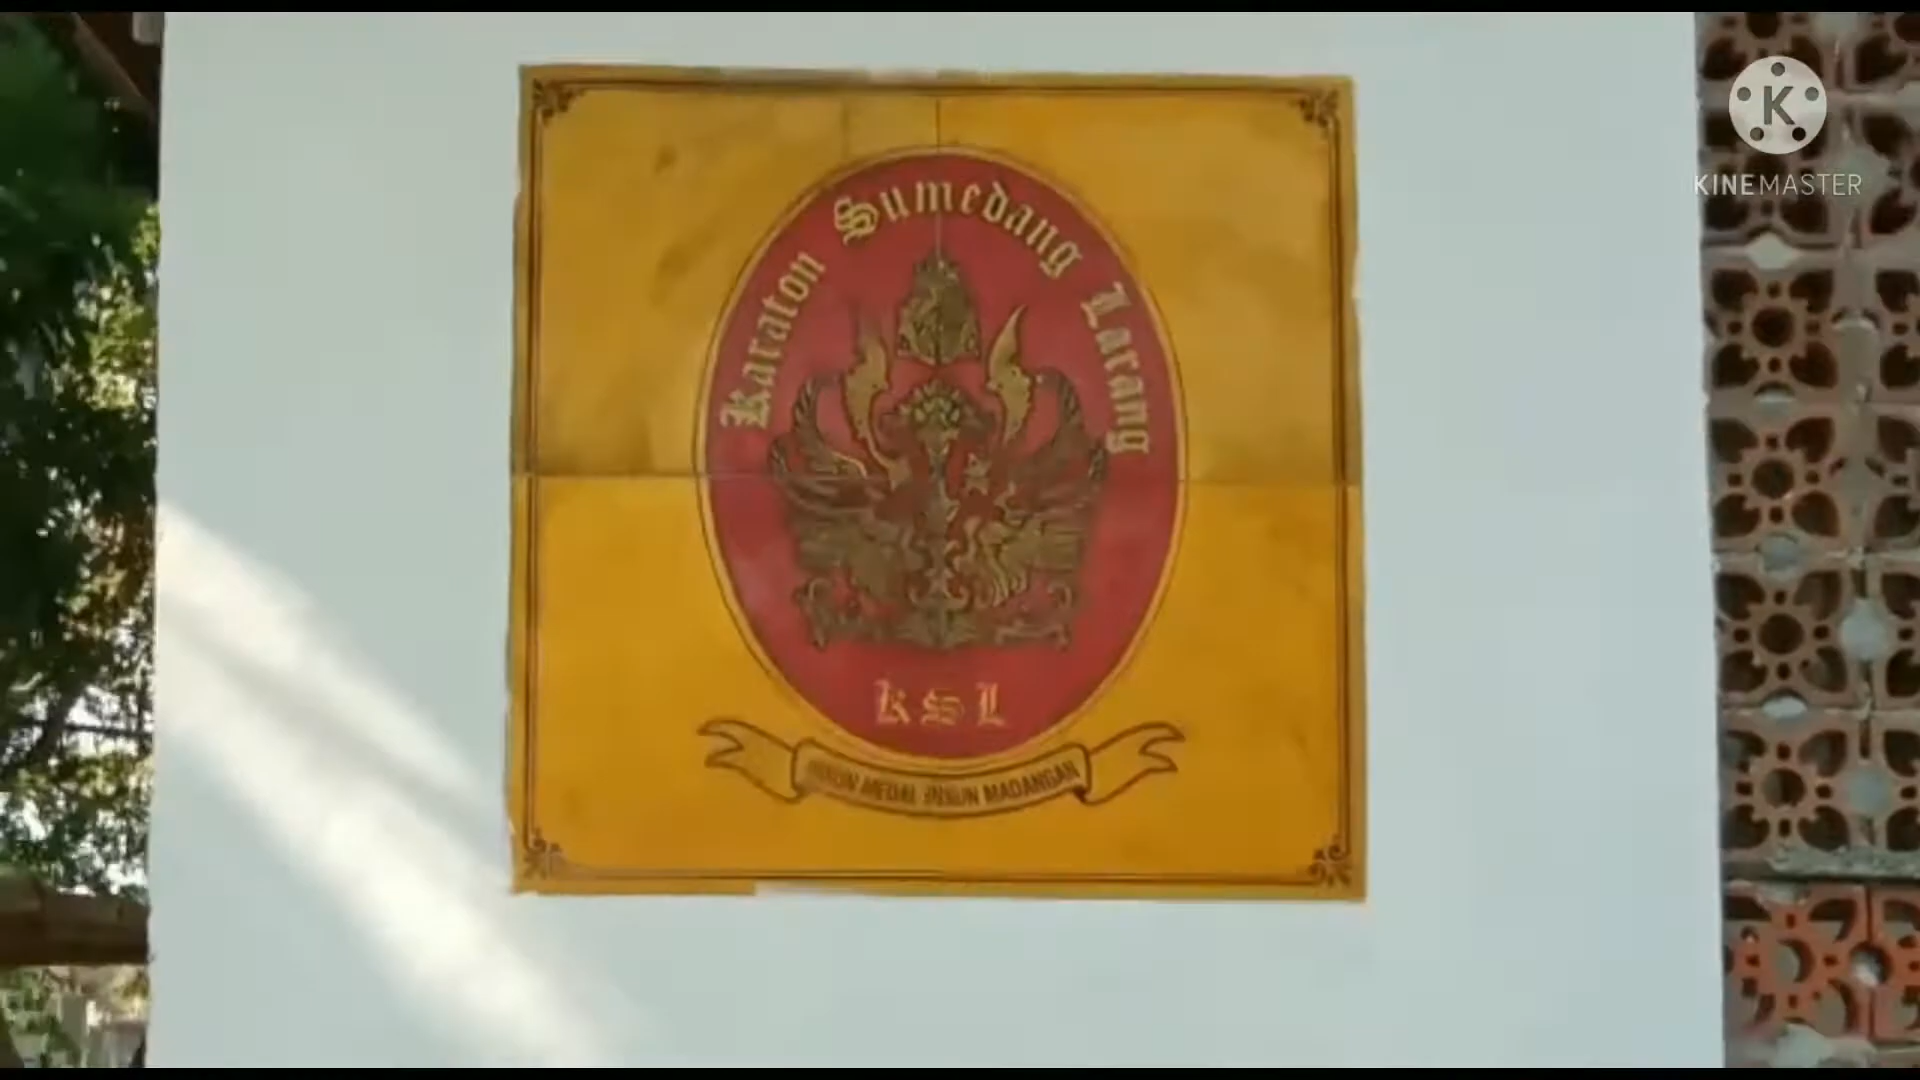 Karaton Sumedang Larang
KSL
INSUN MEDAL INSUN MADANGAN
K
KINEMASTER